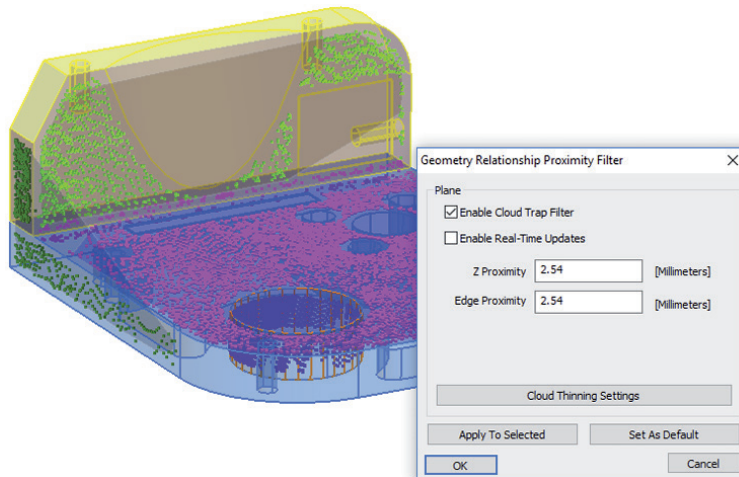 Geometry Relationship Proximity Filter
Plane
Enable Cloud Trap Filter
Enable Real-Time Updates
Z Proximity 2.54 [Millimeters]
Edge Proximity 2.54 [Millimeters]
Cloud Thinning Settings
Apply To Selected Set As Default
OK Cancel